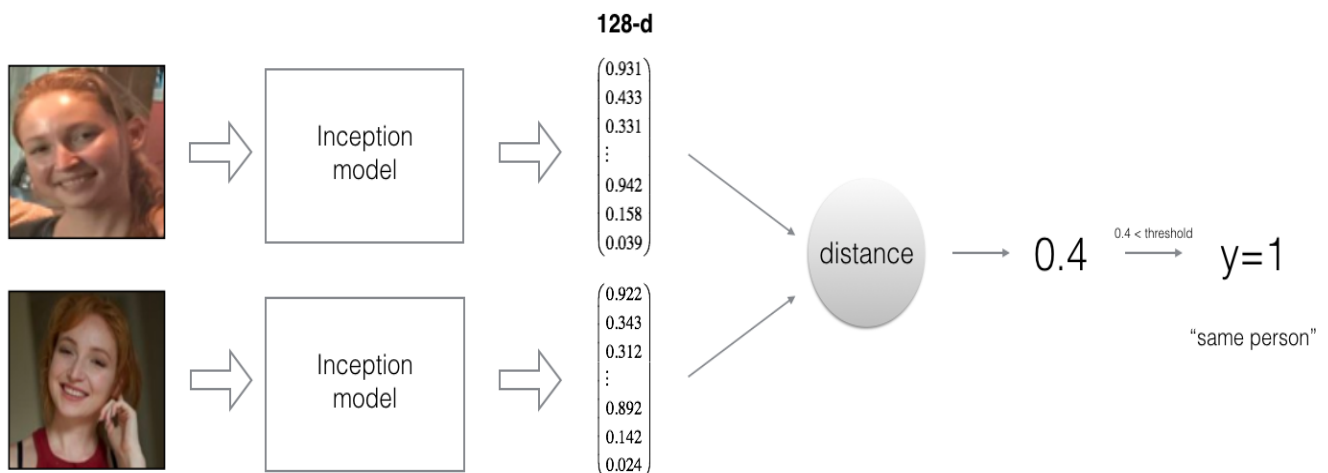 128-d
Inception
model
0.931
0.433
0.331
⋮
0.942
0.158
0.039
distance
0.4
0.4 < threshold
y=1
"same person"
Inception
model
0.922
0.343
0.312
⋮
0.892
0.142
0.024